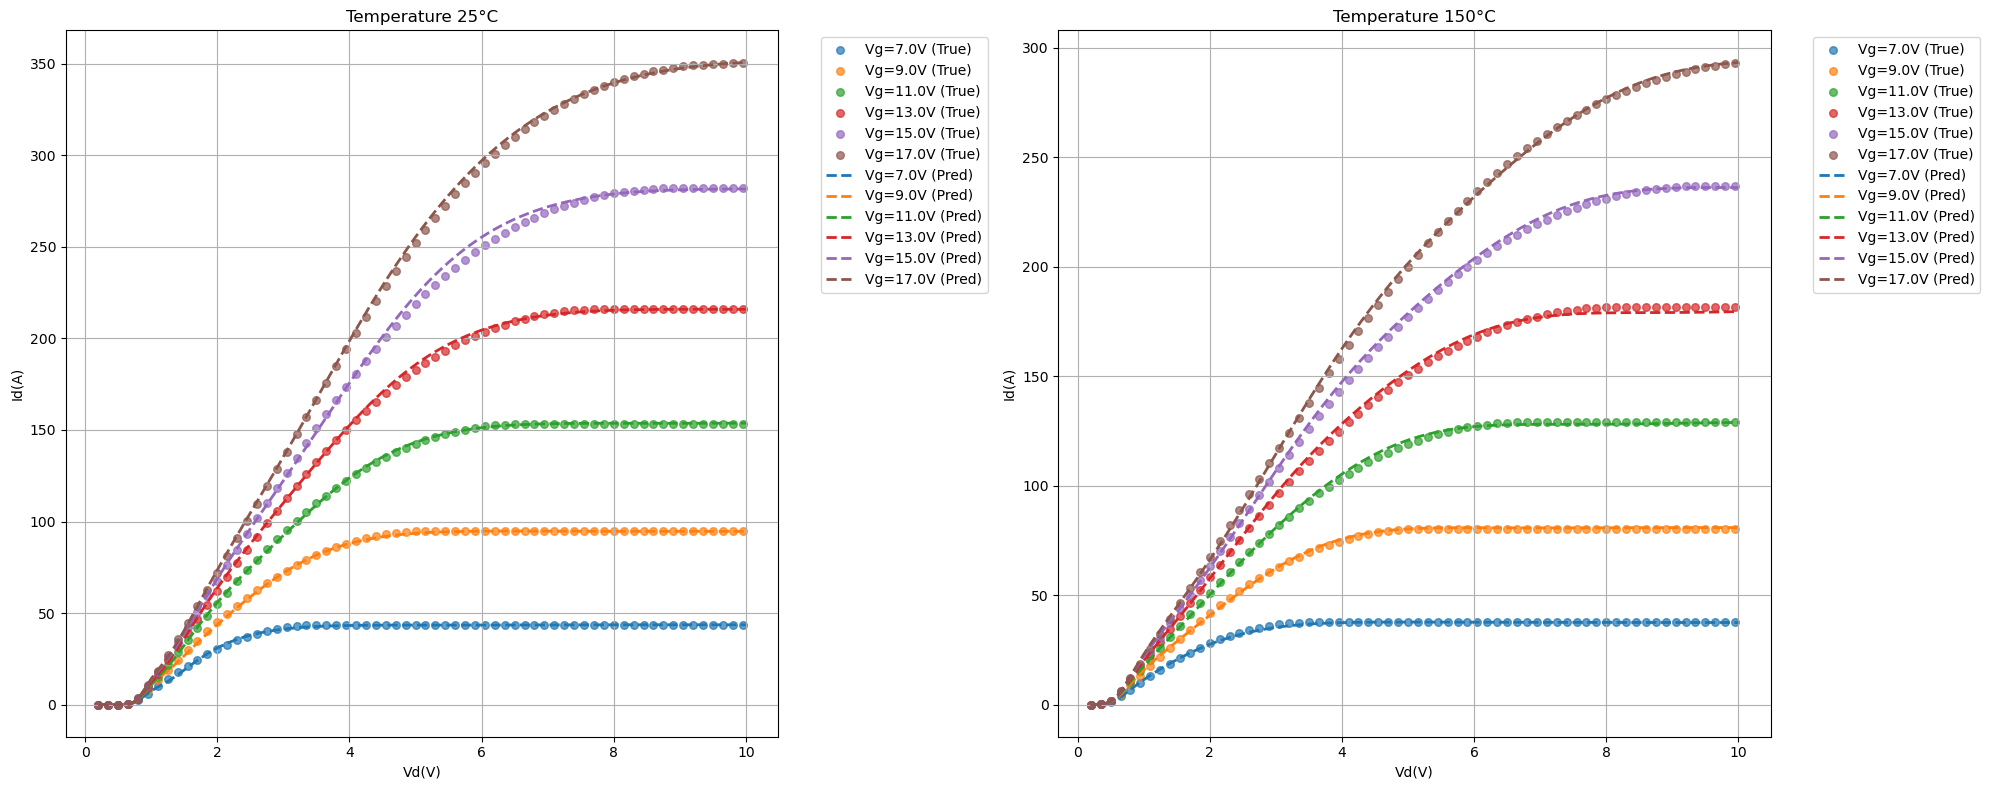 Temperature 25°C
Id(A)
350
300
250
200
150
100
50
0
0 2 4 6 8 10
Vd(V)
Vg=7.0V (True)
Vg=9.0V (True)
Vg=11.0V (True)
Vg=13.0V (True)
Vg=15.0V (True)
Vg=17.0V (True)
Vg=7.0V (Pred)
Vg=9.0V (Pred)
Vg=11.0V (Pred)
Vg=13.0V (Pred)
Vg=15.0V (Pred)
Vg=17.0V (Pred)
Temperature 150°C
Id(A)
300
250
200
150
100
50
0
0 2 4 6 8 10
Vd(V)
Vg=7.0V (True)
Vg=9.0V (True)
Vg=11.0V (True)
Vg=13.0V (True)
Vg=15.0V (True)
Vg=17.0V (True)
Vg=7.0V (Pred)
Vg=9.0V (Pred)
Vg=11.0V (Pred)
Vg=13.0V (Pred)
Vg=15.0V (Pred)
Vg=17.0V (Pred)